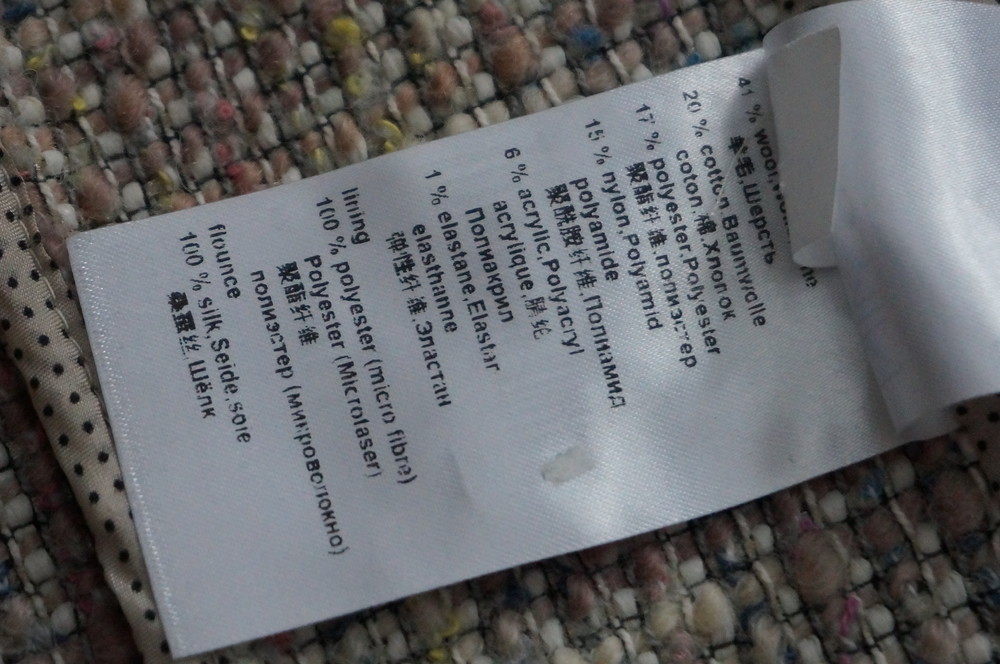 41 % wool,
羊毛,Шерсть
20 % cotton,Baumwolle
coton,棉,Хлопок
17 % polyester,Polyester
聚酯纤维,полиэстер
15 % nylon,Polyamid
polyamide
聚酰胺纤维,Полиамид
6 % acrylic,Polyacryl
acrylique,腈纶
Полиакрил
1 % elastane,Elastan
elasthanne
弹性纤维,Эластан
lining
100 % polyester (micro fibre)
Polyester (Microfaser)
聚酯纤维
полиэстер (микроволокно)
flounce
100 % silk,Seide,soie
桑蚕丝,Шёлк